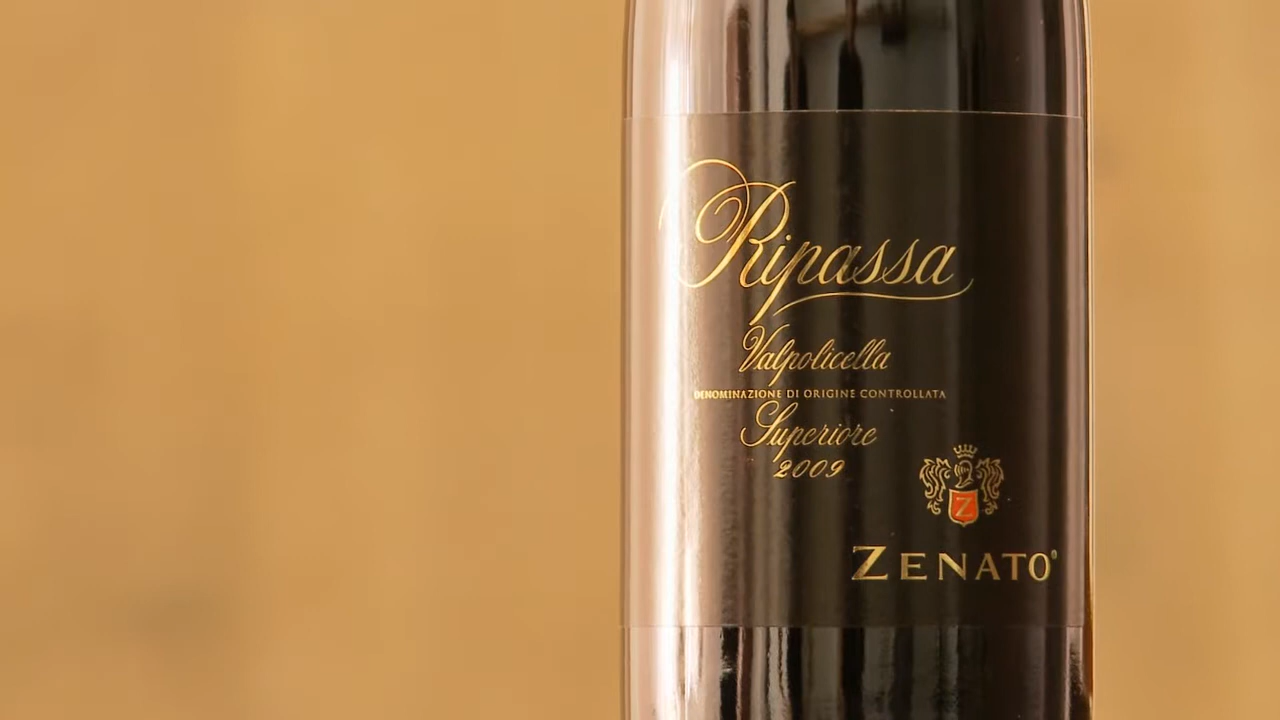 Ripassa
Valpolicella
DENOMINAZIONE DI ORIGINE CONTROLLATA
Superiore
2009
Z
ZENATO®